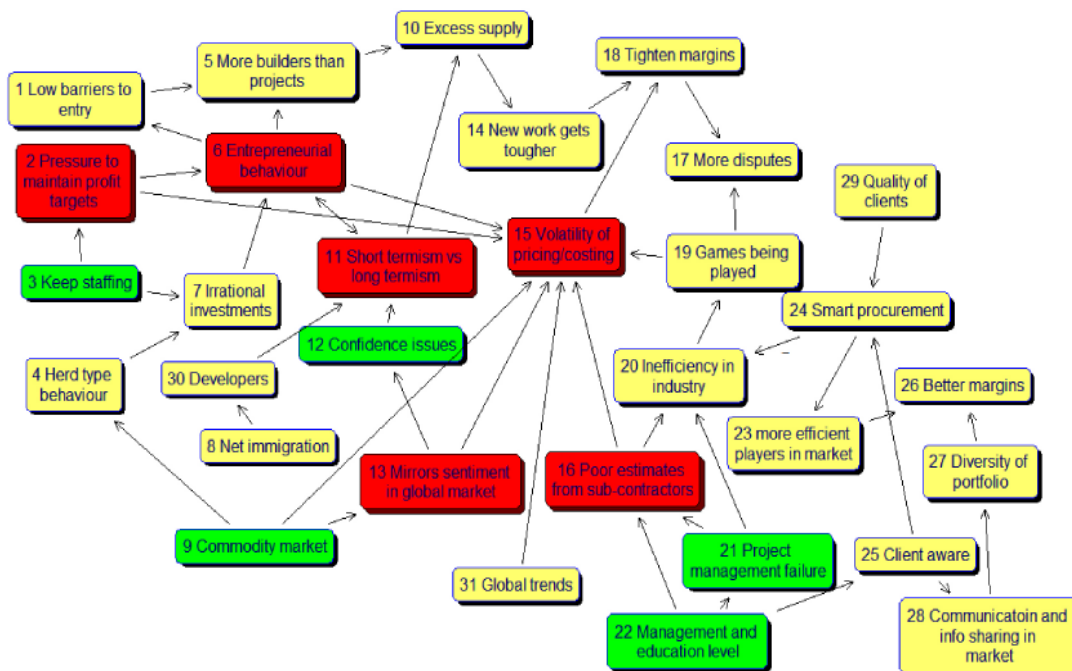 10 Excess supply
5 More builders than
projects
18 Tighten margins
1 Low barriers to
entry
14 New work gets
tougher
6 Entrepreneurial
behaviour
2 Pressure to
maintain profit
targets
17 More disputes
29 Quality of
clients
15 Volatility of
pricing/costing
11 Short termism vs
long termism
19 Games being
played
3 Keep staffing
7 Irrational
investments
24 Smart procurement
12 Confidence issues
20 Inefficiency in
industry
4 Herd type
behaviour
30 Developers
26 Better margins
23 more efficient
players in market
8 Net immigration
13 Mirrors sentiment
in global market
16 Poor estimates
from sub-contractors
27 Diversity of
portfolio
9 Commodity market
21 Project
management failure
25 Client aware
31 Global trends
22 Management and
education level
28 Communicatoin and
info sharing in
market